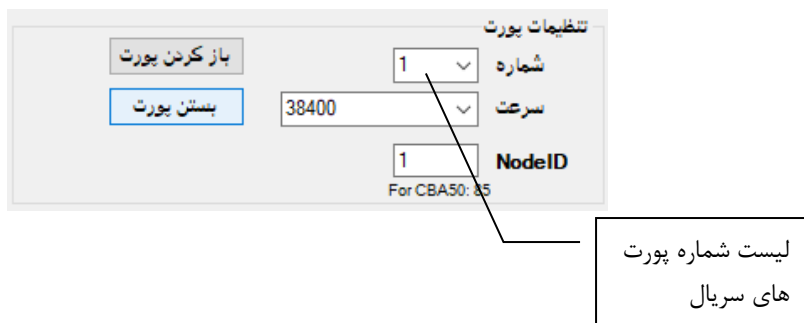 تنظیمات پورت
شماره
1
باز کردن پورت
سرعت
38400
بستن پورت
NodeID
1
For CBA50: 85
لیست شماره پورت
های سریال